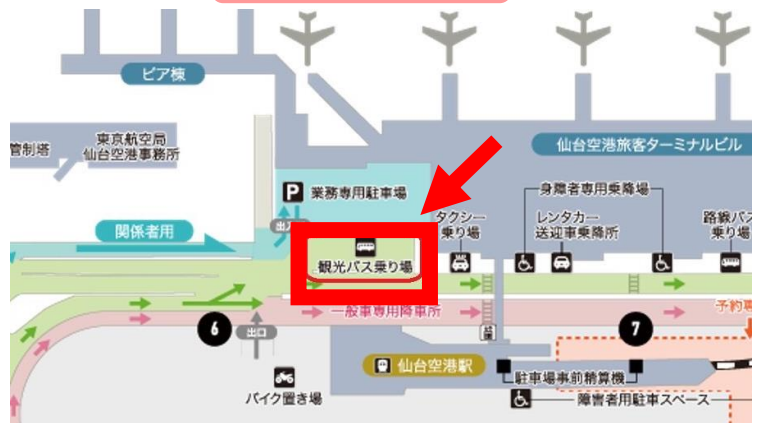 ピア棟
管制塔
東京航空局
仙台空港事務所
仙台空港旅客ターミナルビル
P 業務専用駐車場
身障者専用乗降場
関係者用
タクシー
乗り場
レンタカー
送迎車乗降所
路線バス
乗り場
観光バス乗り場
一般車専用降車所
予約専
6
出口
7
仙台空港駅
駐車場事前精算機
バイク置き場
障害者用駐車スペース